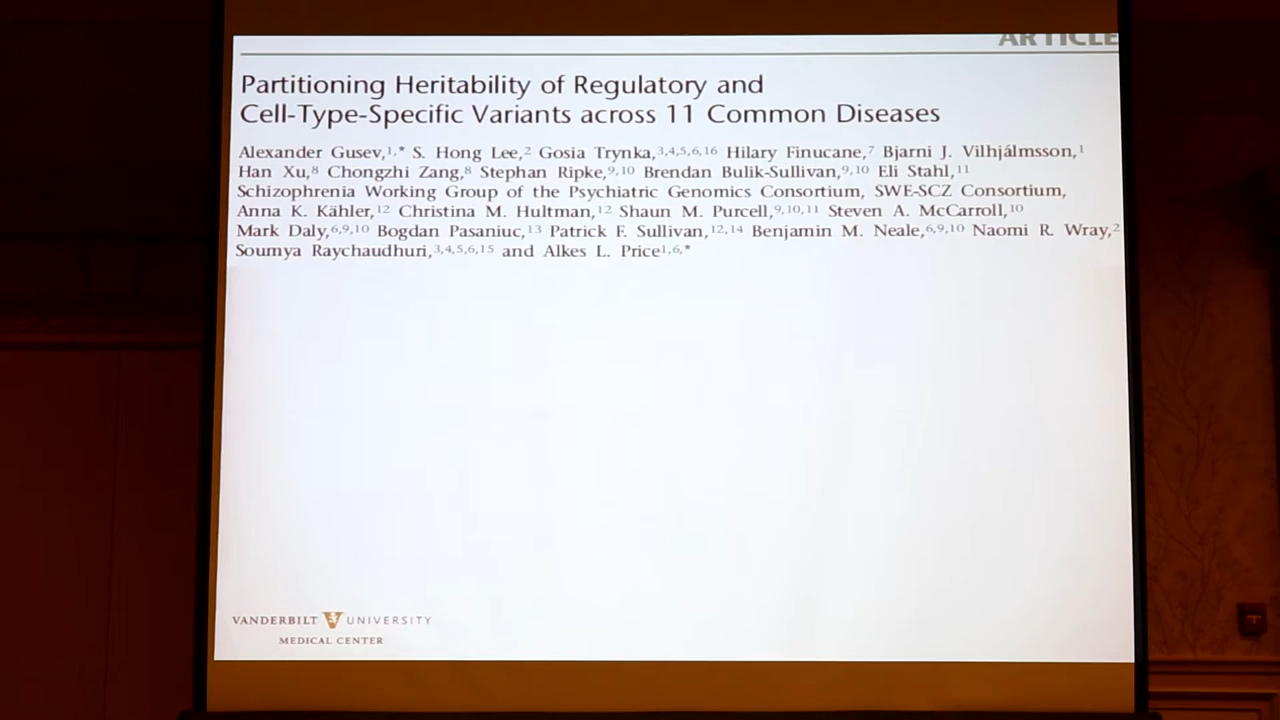 ARTICLE
Partitioning Heritability of Regulatory and
Cell-Type-Specific Variants across 11 Common Diseases
Alexander Gusev,1,* S. Hong Lee,2 Gosia Trynka,3,4,5,6,16 Hilary Finucane,7 Bjarni J. Vilhjálmsson,1
Han Xu,8 Chongzhi Zang,8 Stephan Ripke,9,10 Brendan Bulik-Sullivan,9,10 Eli Stahl,11
Schizophrenia Working Group of the Psychiatric Genomics Consortium, SWE-SCZ Consortium,
Anna K. Kähler,12 Christina M. Hultman,12 Shaun M. Purcell,9,10,11 Steven A. McCarroll,10
Mark Daly,6,9,10 Bogdan Pasaniuc,13 Patrick F. Sullivan,12,14 Benjamin M. Neale,6,9,10 Naomi R. Wray,2
Soumya Raychaudhuri,3,4,5,6,15 and Alkes L. Price1,6,*
VANDERBILT UNIVERSITY
MEDICAL CENTER